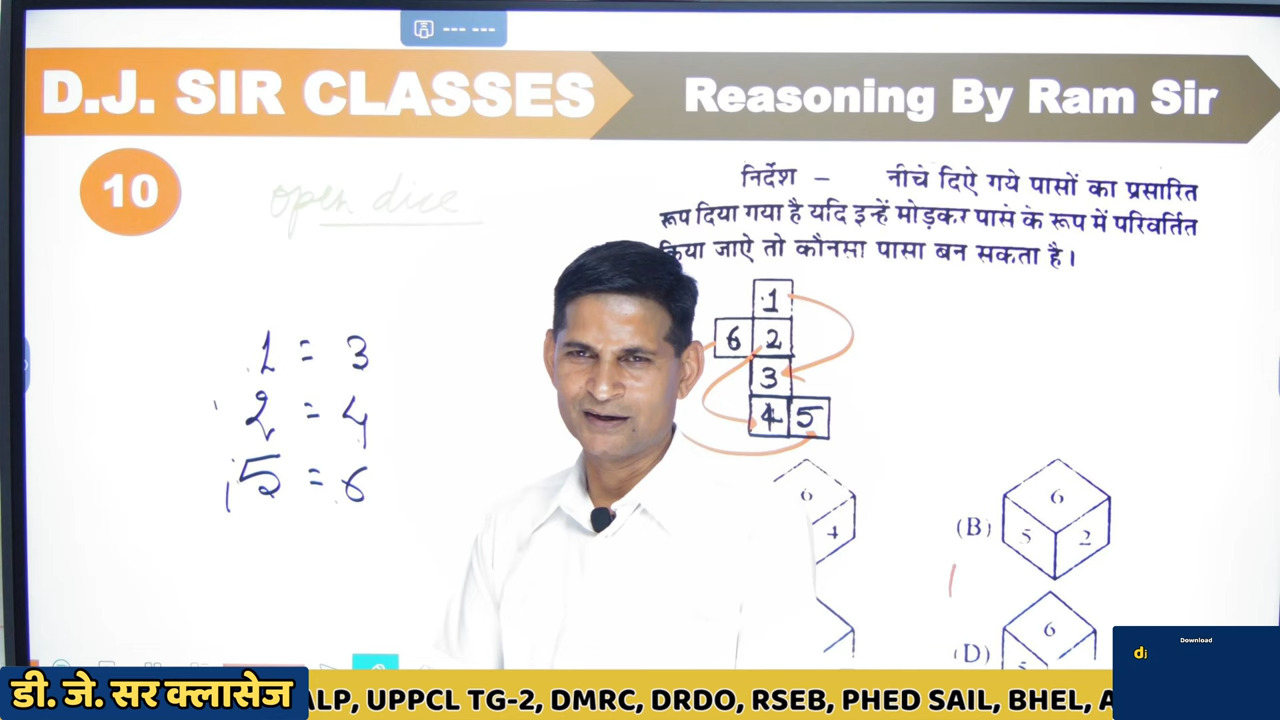 D.J. SIR CLASSES
Reasoning By Ram Sir
10
open dice
निर्देश – नीचे दिऐ गये पासों का प्रसारित
रूप दिया गया है यदि इन्हें मोड़कर पासे के रूप में परिवर्तित
किया जाऐ तो कौनसा पासा बन सकता है।
1
6 2
3
4 5
1 = 3
2 = 4
5 = 6
6
4
(B) 6
5 2
(D) 6
डी. जे. सर क्लासेज
ALP, UPPCL TG-2, DMRC, DRDO, RSEB, PHED SAIL, BHEL, A
Download
dj